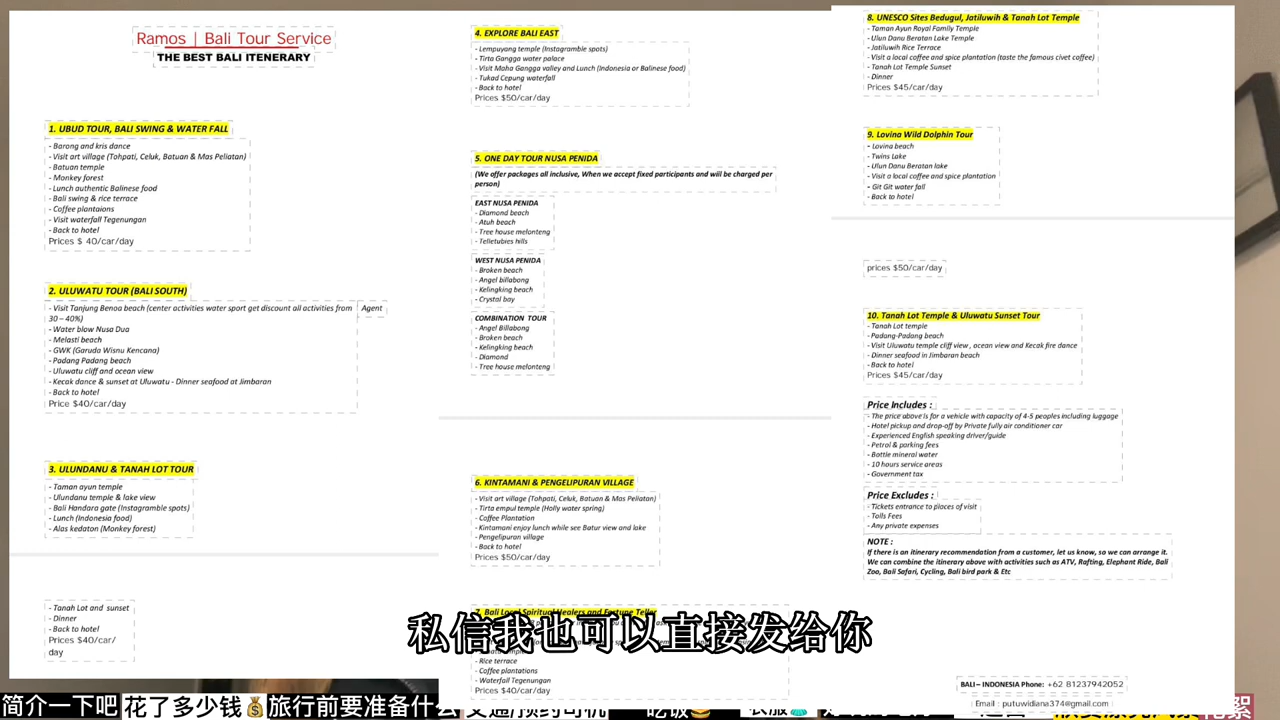 Ramos | Bali Tour Service
THE BEST BALI ITENERARY
1. UBUD TOUR, BALI SWING & WATER FALL
- Barong and kris dance
- Visit art village (Tohpati, Celuk, Batuan & Mas Peliatan)
- Batuan temple
- Monkey forest
- Lunch authentic Balinese food
- Bali swing & rice terrace
- Coffee plantaions
- Visit waterfall Tegenungan
- Back to hotel
Prices $ 40/car/day
2. ULUWATU TOUR (BALI SOUTH)
- Visit Tanjung Benoa beach (center activities water sport get discount all activities from Agent
30 – 40%)
- Water blow Nusa Dua
- Melasti beach
- GWK (Garuda Wisnu Kencana)
- Padang Padang beach
- Uluwatu cliff and ocean view
- Kecak dance & sunset at Uluwatu - Dinner seafood at Jimbaran
- Back to hotel
Price $40/car/day
3. ULUNDANU & TANAH LOT TOUR
- Taman ayun temple
- Ulundanu temple & lake view
- Bali Handara gate (Instagramble spots)
- Lunch (Indonesia food)
- Alas kedaton (Monkey forest)
- Tanah Lot and sunset
- Dinner
- Back to hotel
Prices $40/car/
day
4. EXPLORE BALI EAST
- Lempuyang temple (Instagramble spots)
- Tirta Gangga water palace
- Visit Maha Gangga valley and Lunch (Indonesia or Balinese food)
- Tukad Cepung waterfall
- Back to hotel
Prices $50/car/day
5. ONE DAY TOUR NUSA PENIDA
(We offer packages all inclusive, When we accept fixed participants and will be charged per
person)
EAST NUSA PENIDA
- Diamond beach
- Atuh beach
- Tree house melonteng
- Telletubies hills
WEST NUSA PENIDA
- Broken beach
- Angel billabong
- Kelingking beach
- Crystal bay
COMBINATION TOUR
- Angel Billabong
- Broken beach
- Kelingking beach
- Diamond
- Tree house melonteng
6. KINTAMANI & PENGELIPURAN VILLAGE
- Visit art village (Tohpati, Celuk, Batuan & Mas Peliatan)
- Tirta empul temple (Holly water spring)
- Coffee Plantation
- Kintamani enjoy lunch while see Batur view and lake
- Pengelipuran village
- Back to hotel
Prices $50/car/day
7. Bali Local Spiritual Healers and Fortune Teller
- Rice terrace
- Coffee plantations
- Waterfall Tegenungan
Prices $40/car/day
8. UNESCO Sites Bedugul, Jatiluwih & Tanah Lot Temple
- Taman Ayun Royal Family Temple
- Ulun Danu Beratan Lake Temple
- Jatiluwih Rice Terrace
- Visit a local coffee and spice plantation (taste the famous civet coffee)
- Tanah Lot Temple Sunset
- Dinner
Prices $45/car/day
9. Lovina Wild Dolphin Tour
- Lovina beach
- Twins Lake
- Ulun Danu Beratan lake
- Visit a local coffee and spice plantation
- Git Git water fall
- Back to hotel
prices $50/car/day
10. Tanah Lot Temple & Uluwatu Sunset Tour
- Tanah Lot temple
- Padang-Padang beach
- Visit Uluwatu temple cliff view , ocean view and Kecak fire dance
- Dinner seafood in Jimbaran beach
- Back to hotel
Prices $45/car/day
Price Includes :
- The price above is for a vehicle with capacity of 4-5 peoples including luggage
- Hotel pickup and drop-off by Private fully air conditioner car
- Experienced English speaking driver/guide
- Petrol & parking fees
- Bottle mineral water
- 10 hours service areas
- Government tax
Price Excludes :
- Tickets entrance to places of visit
- Tolls Fees
- Any private expenses
NOTE :
If there is an itinerary recommendation from a customer, let us know, so we can arrange it.
We can combine the itinerary above with activities such as ATV, Rafting, Elephant Ride, Bali
Zoo, Bali Safari, Cycling, Bali bird park & Etc
BALI – INDONESIA Phone: +62 81237942052
Email : putuwidiana374@gmail.com
私信我也可以直接发给你
简介一下吧 花了多少钱💰 旅行前要准备什